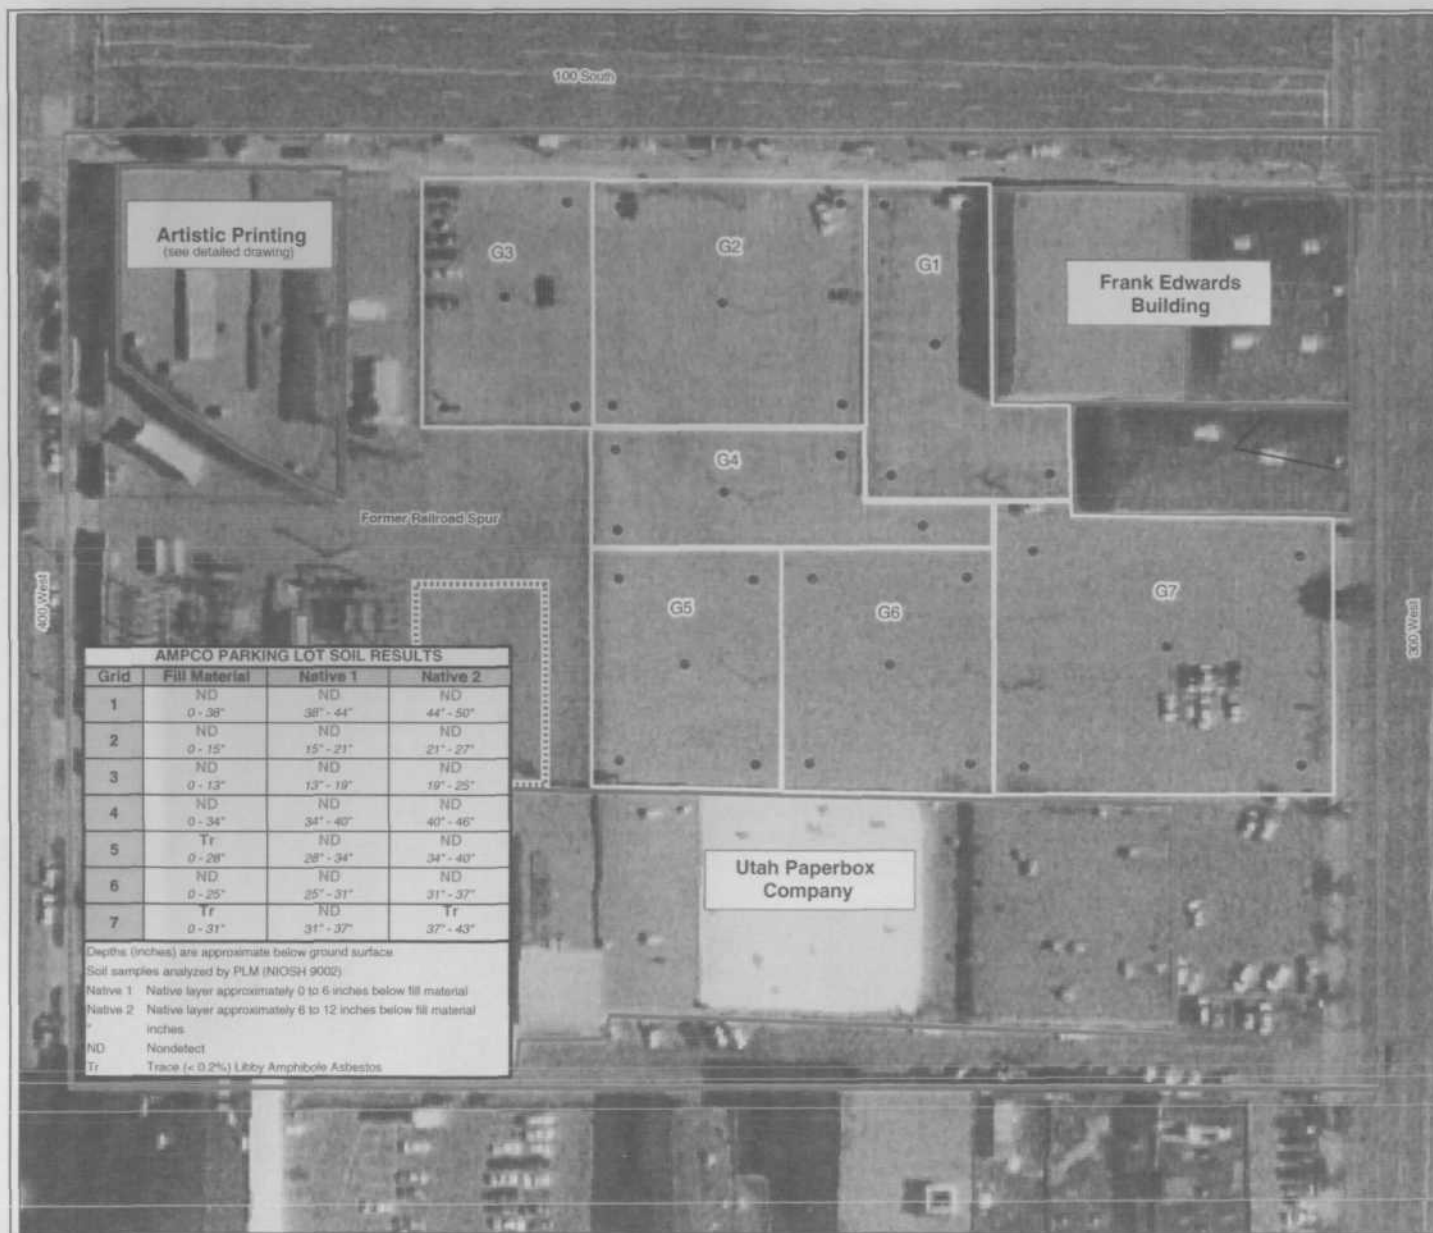 100 South
Artistic Printing
(see detailed drawing)
G3
G2
G1
Frank Edwards
Building
G4
Former Railroad Spur
400 West
300 West
G5
G6
G7
AMPCO PARKING LOT SOIL RESULTS
Grid Fill Material Native 1 Native 2
1 ND ND ND
0 - 38" 38" - 44" 44" - 50"
2 ND ND ND
0 - 15" 15" - 21" 21" - 27"
3 ND ND ND
0 - 13" 13" - 19" 19" - 25"
4 ND ND ND
0 - 34" 34" - 40" 40" - 46"
5 Tr ND ND
0 - 28" 28" - 34" 34" - 40"
6 ND ND ND
0 - 25" 25" - 31" 31" - 37"
7 Tr ND Tr
0 - 31" 31" - 37" 37" - 43"
Depths (inches) are approximate below ground surface
Soil samples analyzed by PLM (NIOSH 9002)
Native 1 Native layer approximately 0 to 6 inches below fill material
Native 2 Native layer approximately 6 to 12 inches below fill material
" inches
ND Nondetect
Tr Trace (< 0.2%) Libby Amphibole Asbestos
Utah Paperbox
Company